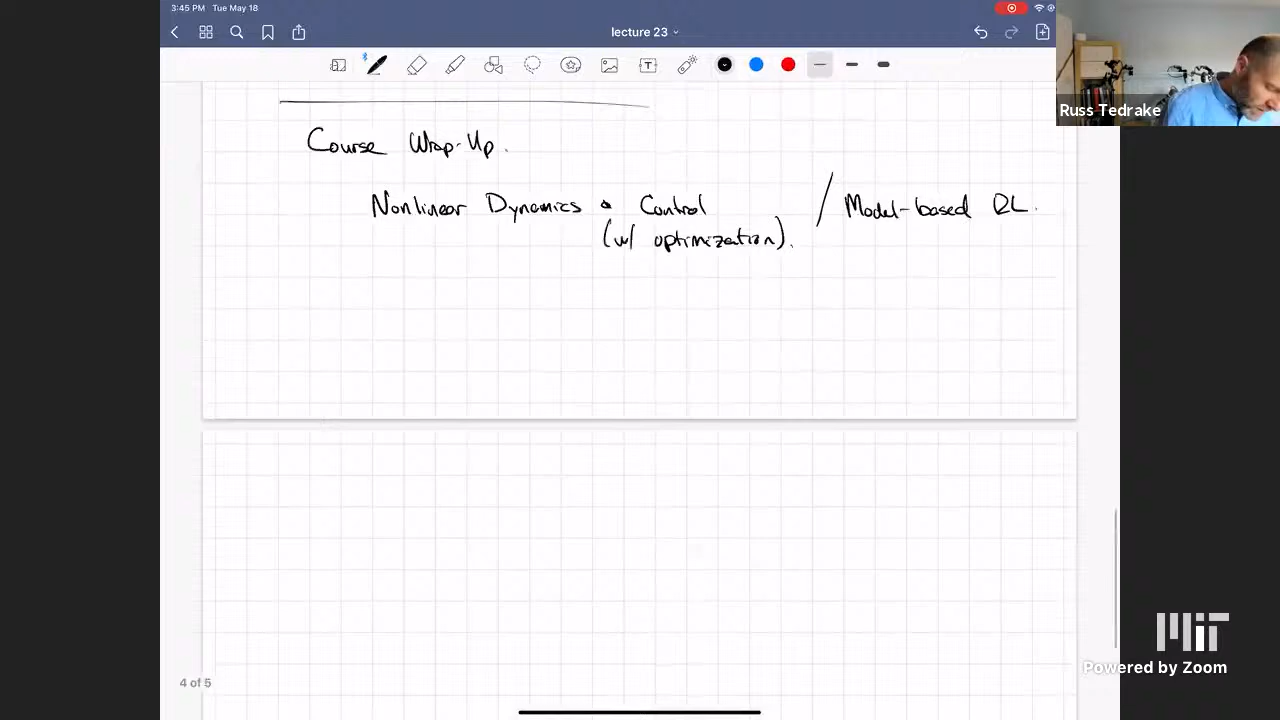 3:45 PM Tue May 18
lecture 23
Russ Tedrake
Course Wrap-Up.
Nonlinear Dynamics & Control / Model-based RL.
(w/ optimization).
4 of 5
MIT
Powered by Zoom